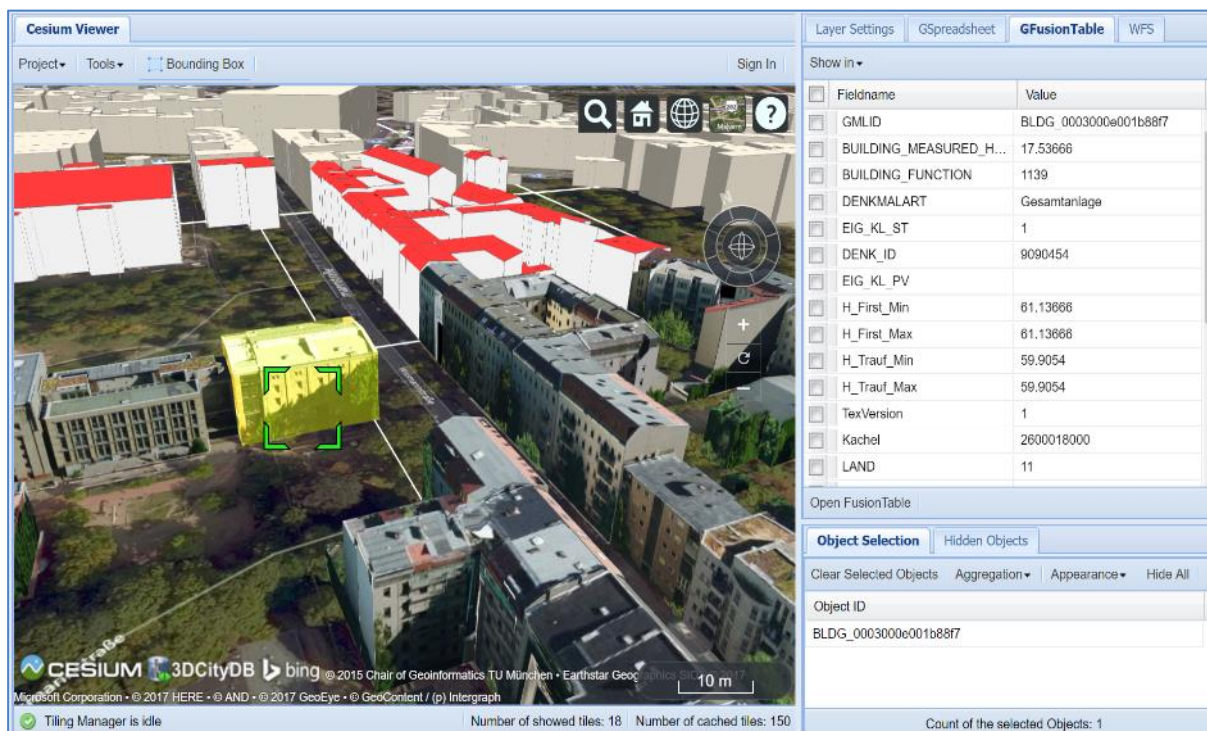 Cesium Viewer
Project Tools Bounding Box Sign In
?
+
−
CESIUM 3DCityDB bing © 2015 Chair of Geoinformatics TU München • Earthstar
Microsoft Corporation • © 2017 HERE • © AND • © 2017 GeoEye • © GeoContent / (p) Intergraph
10 m
Tiling Manager is idle Number of showed tiles: 18 Number of cached tiles: 150
Layer Settings GSpreadsheet GFusionTable WFS
Show in
Fieldname Value
GMLID BLDG_0003000e001b88f7
BUILDING_MEASURED_H... 17.53666
BUILDING_FUNCTION 1139
DENKMALART Gesamtanlage
EIG_KL_ST 1
DENK_ID 9090454
EIG_KL_PV
H_First_Min 61.13666
H_First_Max 61.13666
H_Trauf_Min 59.9054
H_Trauf_Max 59.9054
TexVersion 1
Kachel 2600018000
LAND 11
Open FusionTable
Object Selection Hidden Objects
Clear Selected Objects Aggregation Appearance Hide All
Object ID
BLDG_0003000e001b88f7
Count of the selected Objects: 1